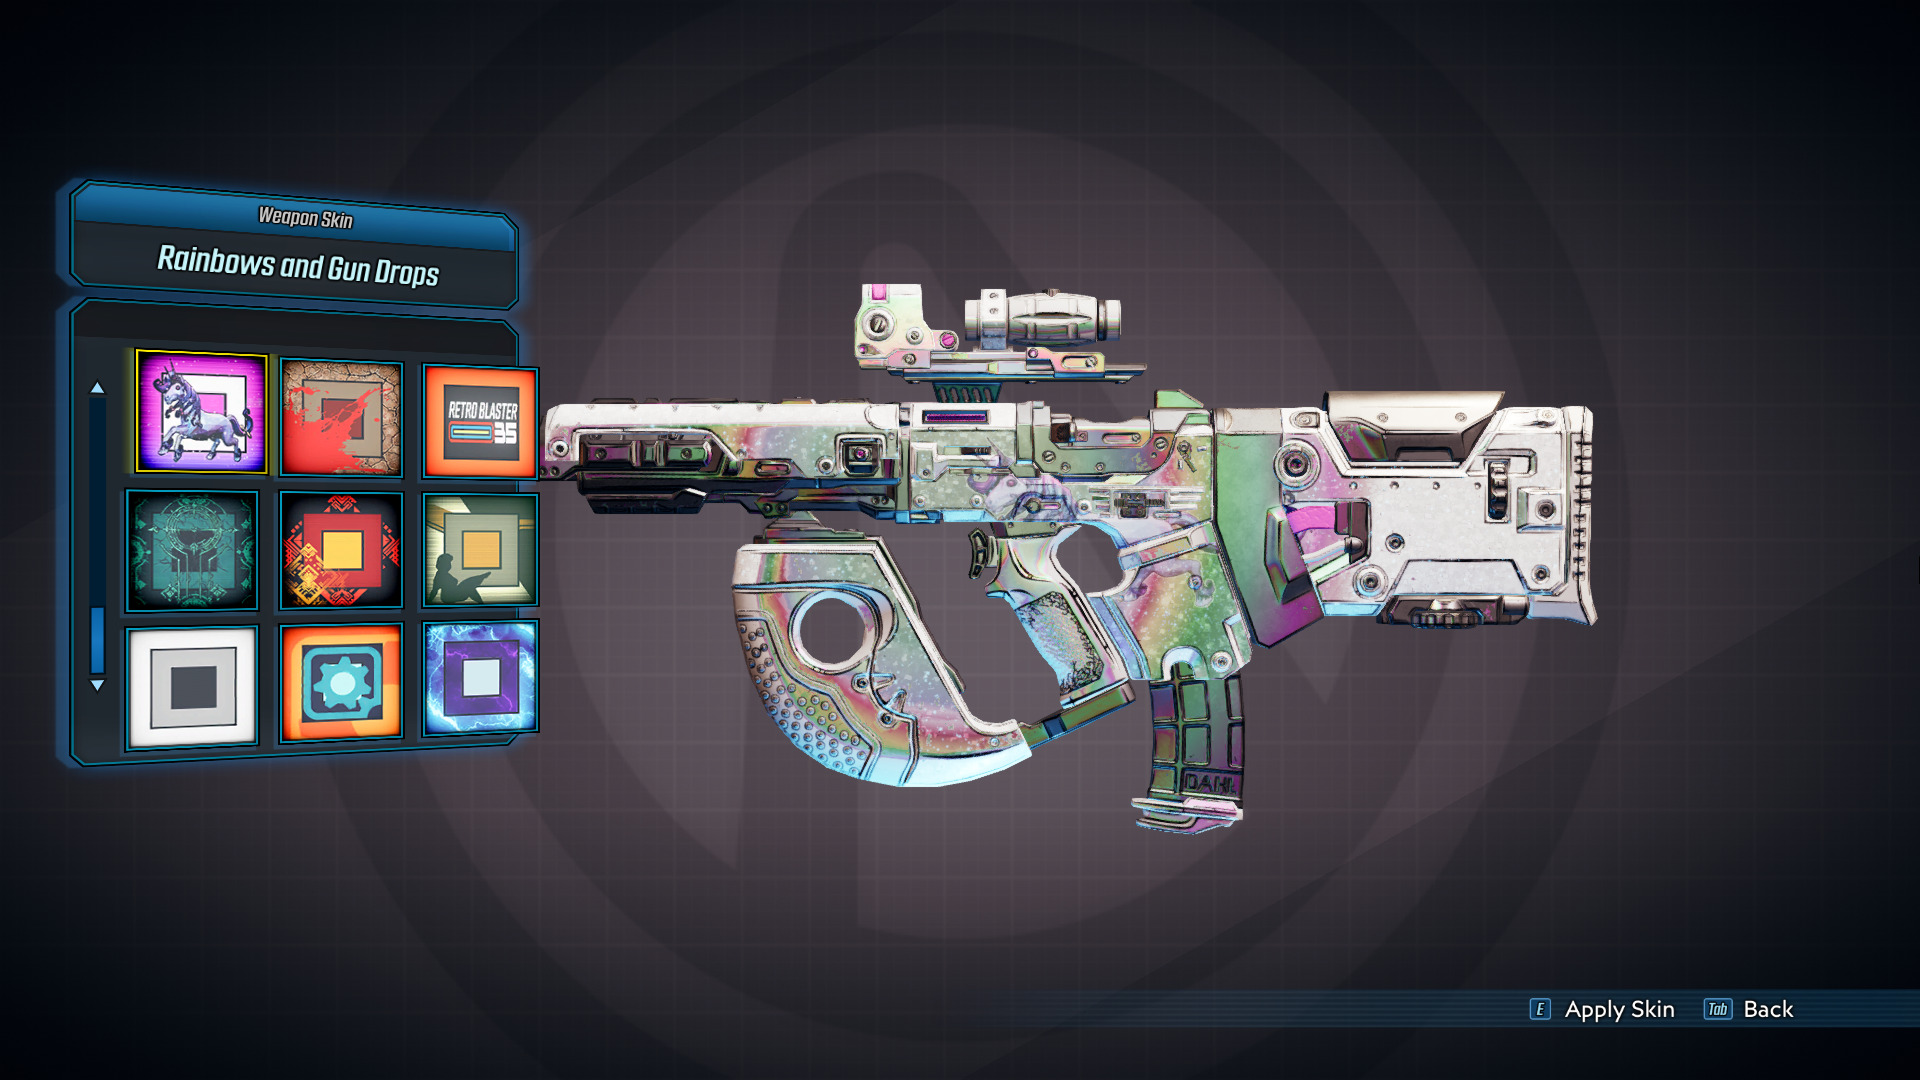 Weapon Skin
Rainbows and Gun Drops
RETRO BLASTER
35
DAHL
E Apply Skin Tab Back